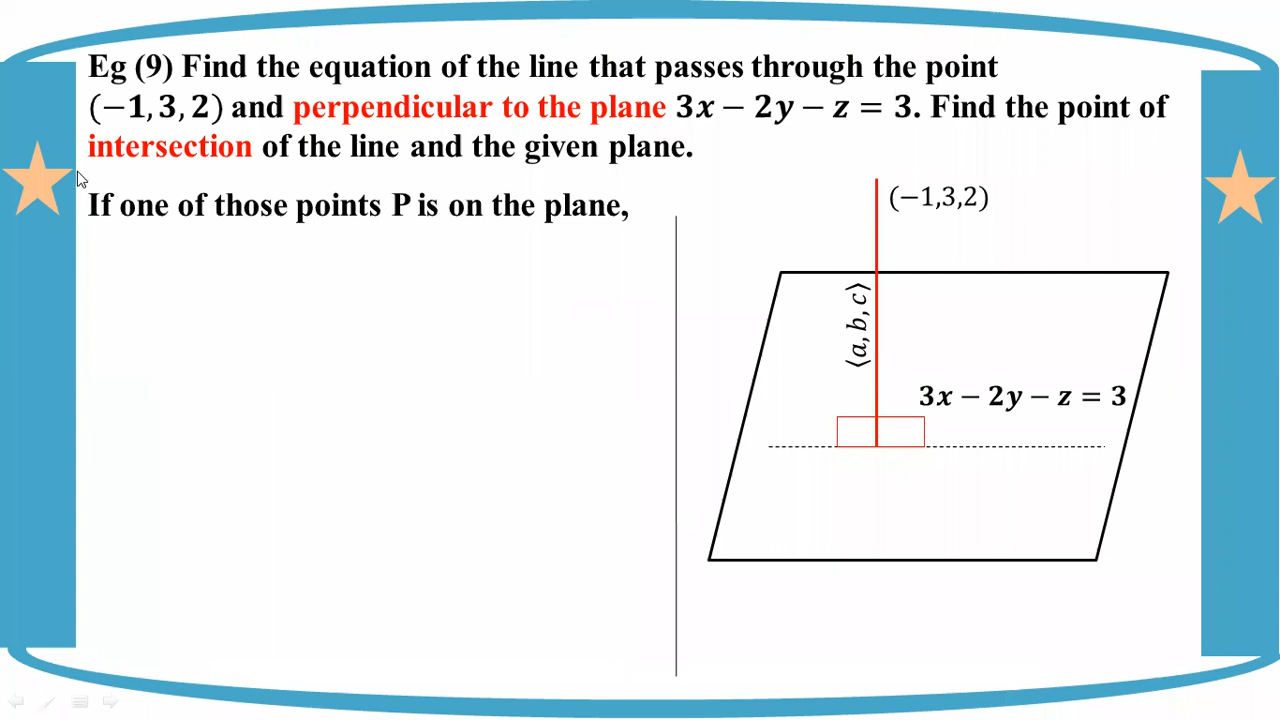 Eg (9) Find the equation of the line that passes through the point
(−1, 3, 2) and perpendicular to the plane 3x − 2y − z = 3. Find the point of
intersection of the line and the given plane.
If one of those points P is on the plane,
(−1,3,2)
⟨a, b, c⟩
3x − 2y − z = 3